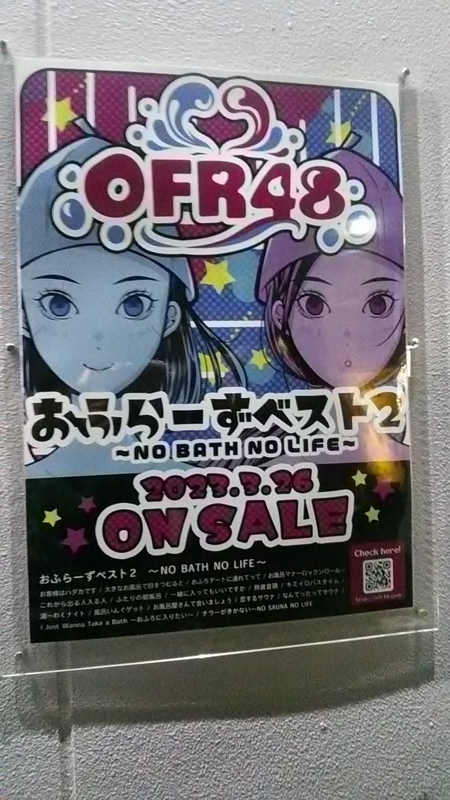 OFR48
おふらーずベスト2
~NO BATH NO LIFE~
2023.3.26
ON SALE
Check here!
おふらーずベスト2 ～NO BATH NO LIFE～
お客様はハダカです / 大きなお風呂で目をつむると / おふろデートに連れてって / お風呂マナーロックンロール /
これから出る人入る人 / ふたりの総風呂 / 一緒に入ってもいいですか / 熱波音頭 / キミイロバスタイム /
湯〜わくナイト / 風呂いんぐゲット / お風呂屋さんで会いましょう / 恋するサウナ / なんてったってサウナ /
I Just Wanna Take a Bath 〜おふろに入りたい〜 / チラーがきかない〜NO SAUNA NO LIFE